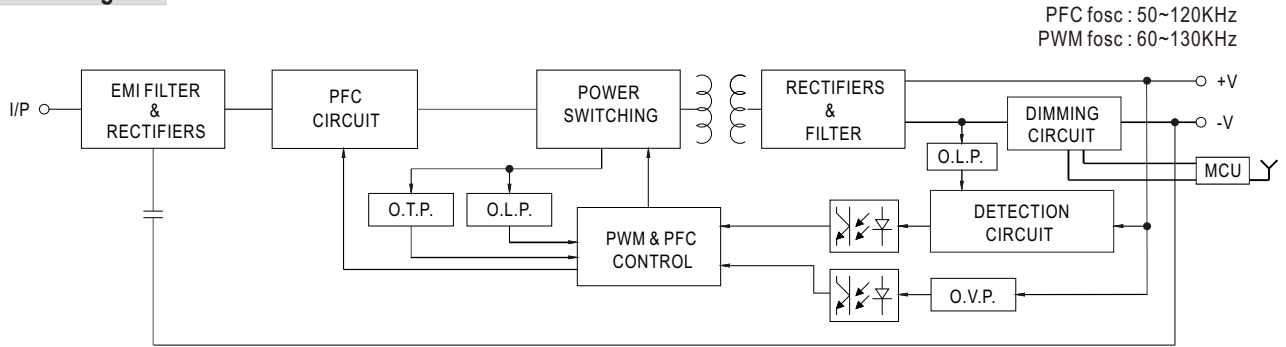 PFC fosc : 50~120KHz
PWM fosc : 60~130KHz
I/P
EMI FILTER
&
RECTIFIERS
PFC
CIRCUIT
POWER
SWITCHING
RECTIFIERS
&
FILTER
+V
DIMMING
CIRCUIT
-V
O.L.P.
MCU
O.T.P.
O.L.P.
PWM & PFC
CONTROL
DETECTION
CIRCUIT
O.V.P.